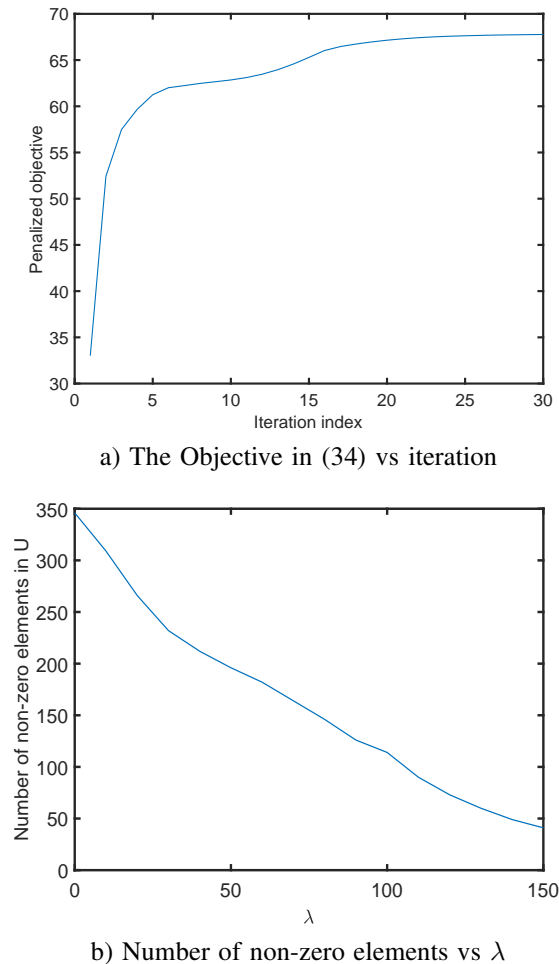 70
65
60
55
50
45
40
35
30
Penalized objective
0 5 10 15 20 25 30
Iteration index
a) The Objective in (34) vs iteration
350
300
250
200
150
100
50
0
Number of non-zero elements in U
0 50 100 150
λ
b) Number of non-zero elements vs λ